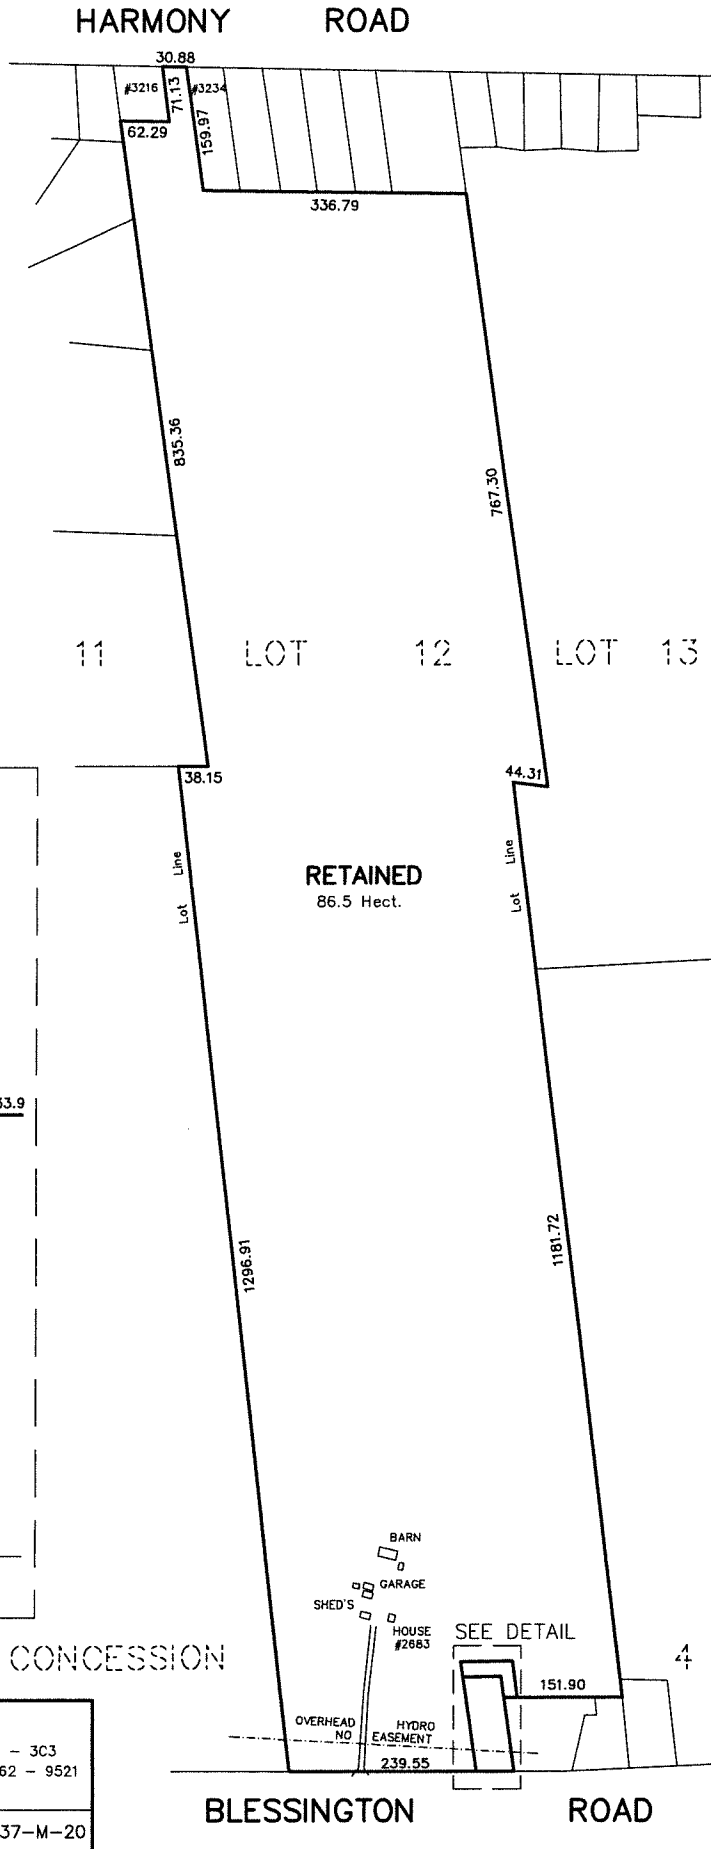 HARMONY ROAD
30.88
#3216
71.13
#3234
159.97
62.29
336.79
835.36
767.30
11 LOT 12 LOT 13
38.15
44.31
Lot Line
Lot Line
RETAINED
86.5 Hect.
33.9
1296.91
1181.72
BARN
GARAGE
SHED'S
HOUSE
#2683
SEE DETAIL
CONCESSION
4
151.90
OVERHEAD HYDRO
NO EASEMENT
239.55
- 3C3
62 - 9521
37-M-20
BLESSINGTON ROAD